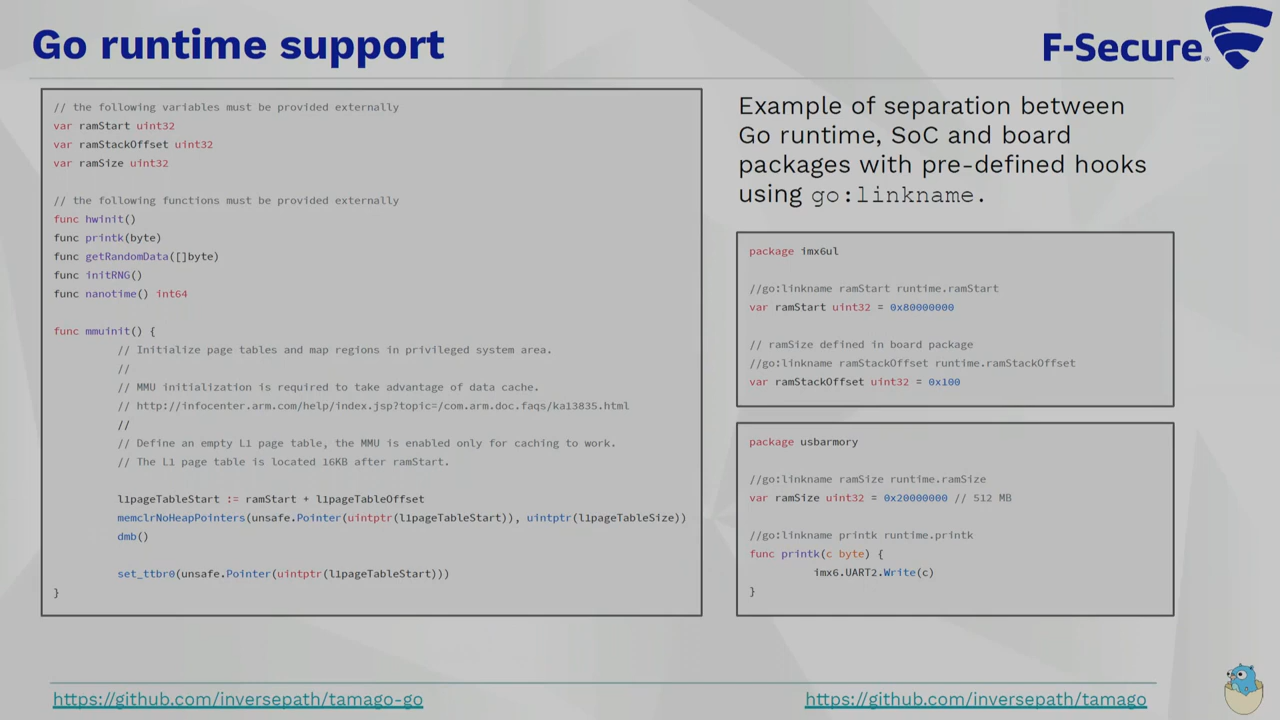 Go runtime support
F-Secure
// the following variables must be provided externally
var ramStart uint32
var ramStackOffset uint32
var ramSize uint32
// the following functions must be provided externally
func hwinit()
func printk(byte)
func getRandomData([]byte)
func initRNG()
func nanotime() int64
func mmuinit() {
// Initialize page tables and map regions in privileged system area.
//
// MMU initialization is required to take advantage of data cache.
// http://infocenter.arm.com/help/index.jsp?topic=/com.arm.doc.faqs/ka13835.html
//
// Define an empty L1 page table, the MMU is enabled only for caching to work.
// The L1 page table is located 16KB after ramStart.
l1pageTableStart := ramStart + l1pageTableOffset
memclrNoHeapPointers(unsafe.Pointer(uintptr(l1pageTableStart)), uintptr(l1pageTableSize))
dmb()
set_ttbr0(unsafe.Pointer(uintptr(l1pageTableStart)))
}
Example of separation between
Go runtime, SoC and board
packages with pre-defined hooks
using go:linkname.
package imx6ul
//go:linkname ramStart runtime.ramStart
var ramStart uint32 = 0x80000000
// ramSize defined in board package
//go:linkname ramStackOffset runtime.ramStackOffset
var ramStackOffset uint32 = 0x100
package usbarmory
//go:linkname ramSize runtime.ramSize
var ramSize uint32 = 0x20000000 // 512 MB
//go:linkname printk runtime.printk
func printk(c byte) {
imx6.UART2.Write(c)
}
https://github.com/inversepath/tamago-go
https://github.com/inversepath/tamago